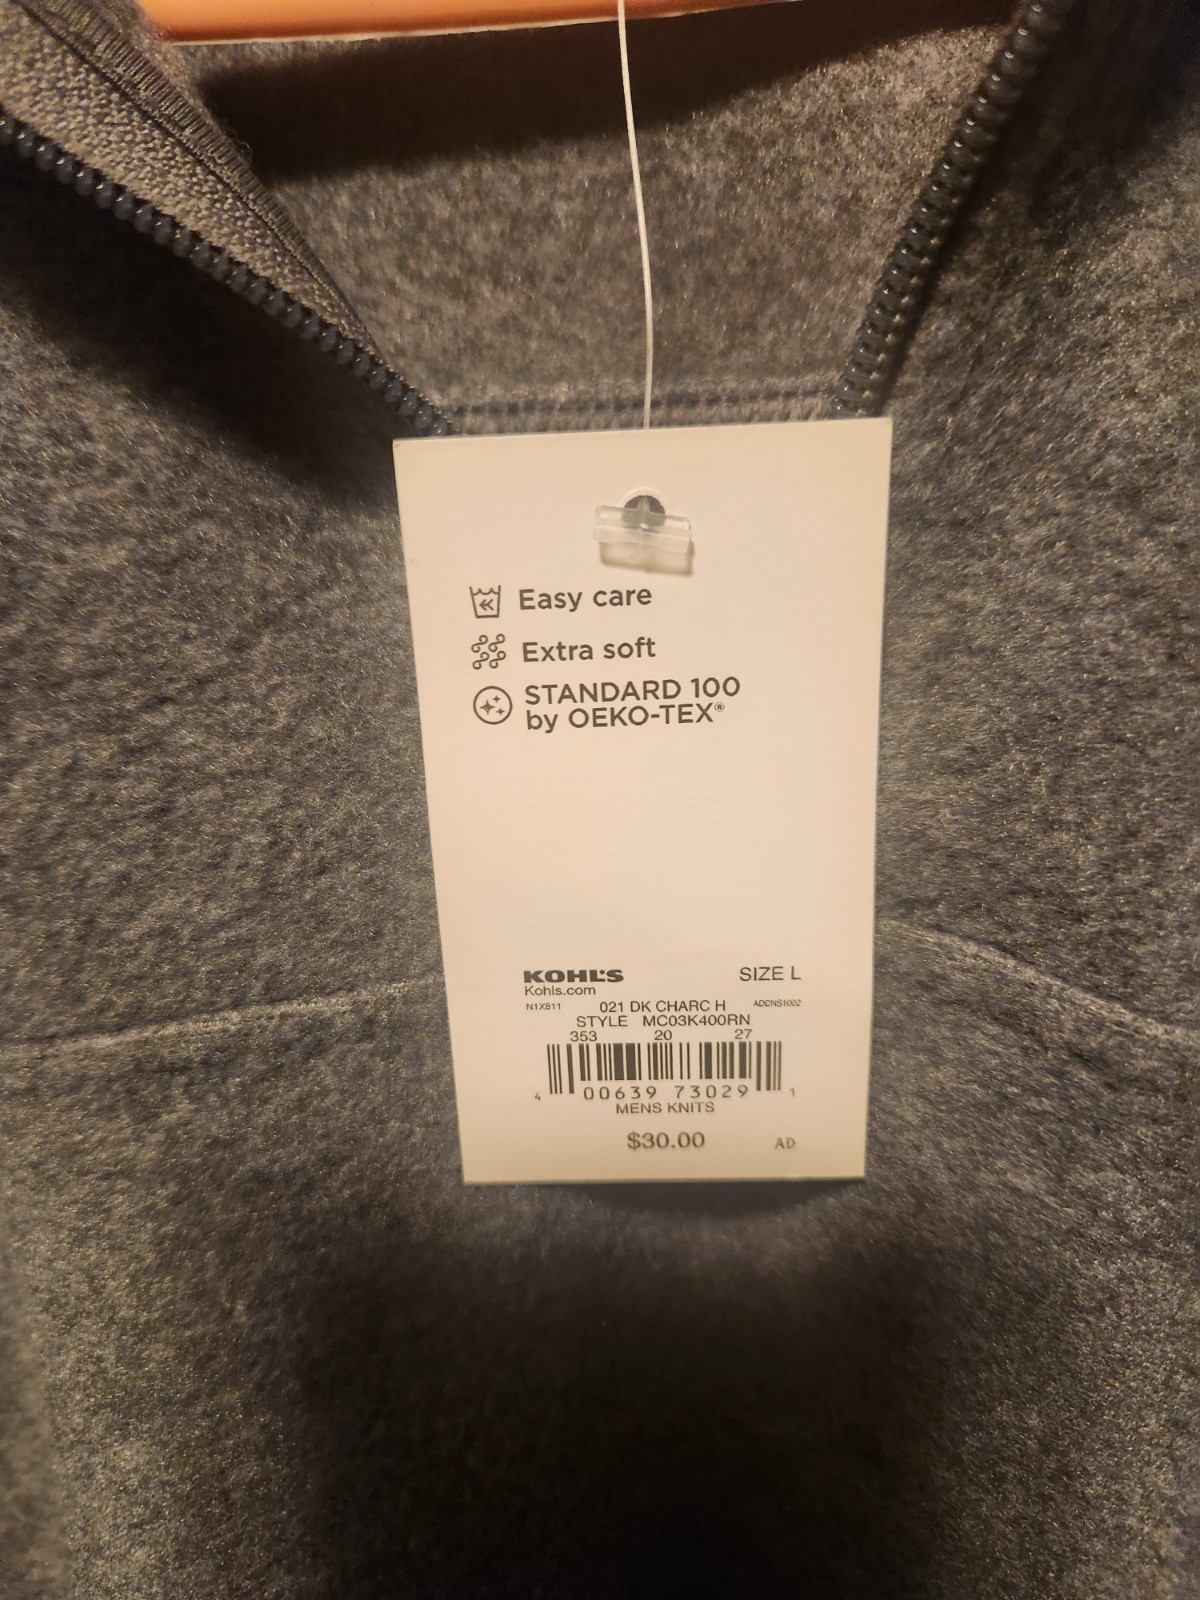 Easy care
Extra soft
STANDARD 100
by OEKO-TEX®
KOHL'S SIZE L
Kohls.com
N1X811 021 DK CHARC H ADDNS1002
STYLE MC03K400RN
353 20 27
4 00639 73029 1
MENS KNITS
$30.00 AD